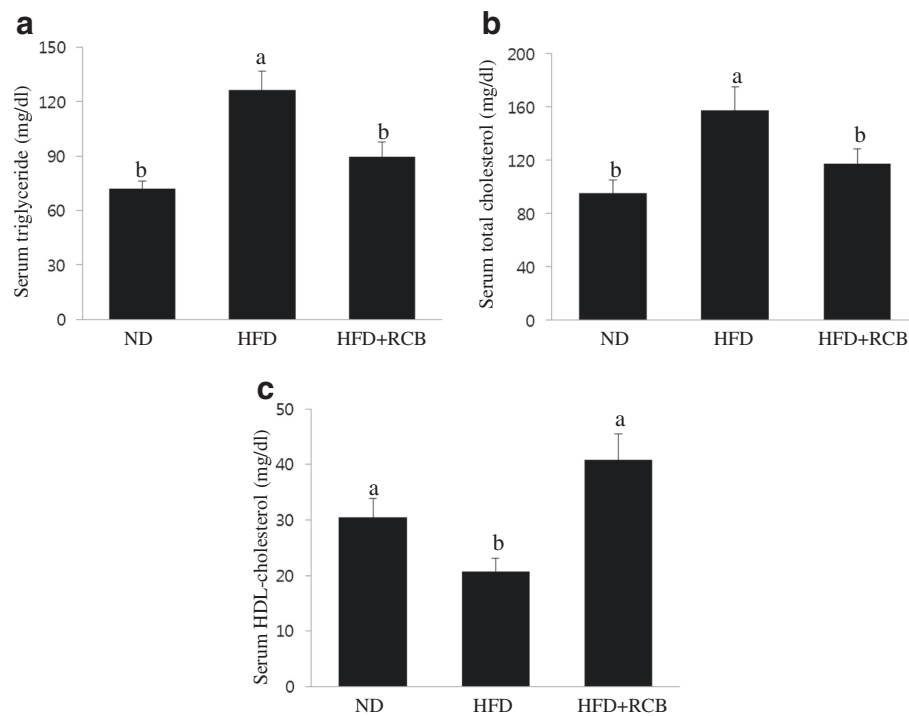 a
Serum triglyceride (mg/dl)
150
120
90
60
30
0
b
a
b
ND HFD HFD+RCB
b
Serum total cholesterol (mg/dl)
200
160
120
80
40
0
b
a
b
ND HFD HFD+RCB
c
Serum HDL-cholesterol (mg/dl)
50
40
30
20
10
0
a
b
a
ND HFD HFD+RCB